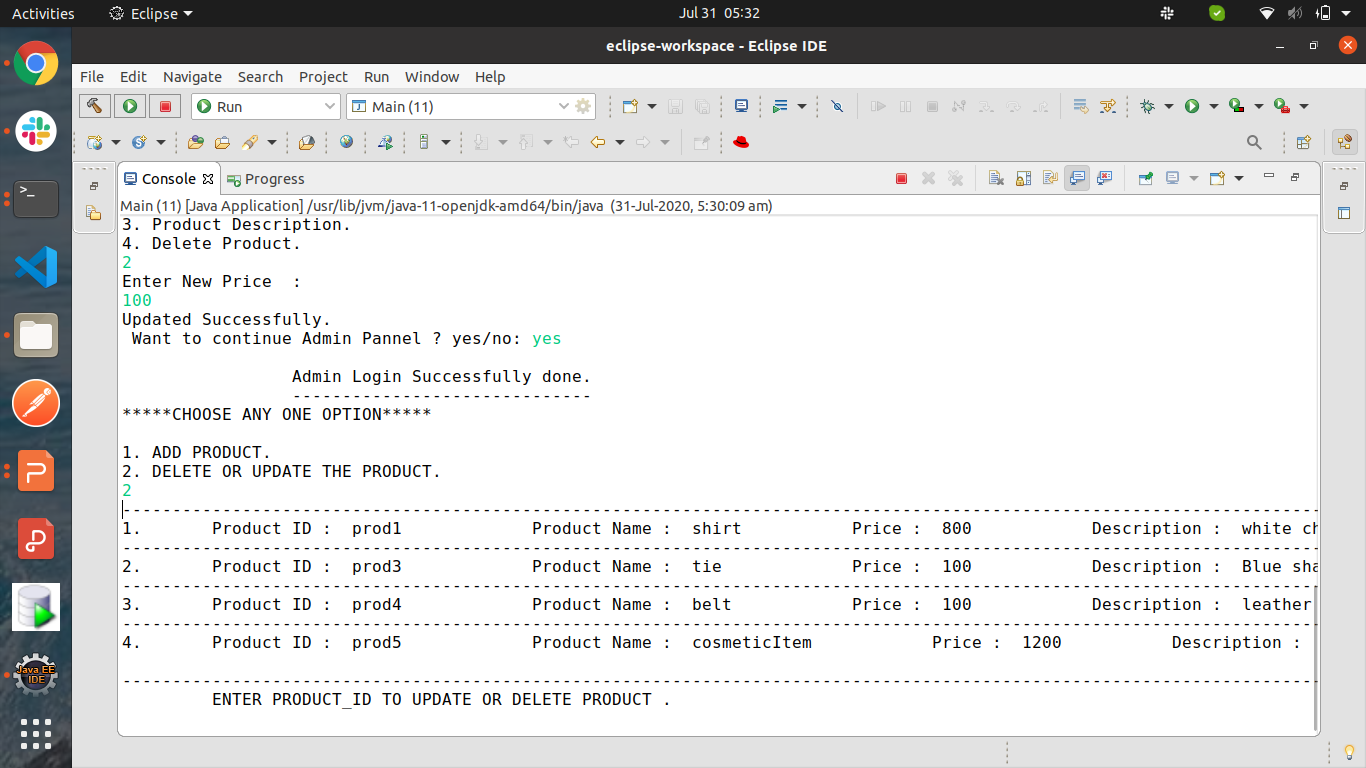 Activities Eclipse Jul 31 05:32
eclipse-workspace - Eclipse IDE
File Edit Navigate Search Project Run Window Help
Run Main (11)
Console Progress
Main (11) [Java Application] /usr/lib/jvm/java-11-openjdk-amd64/bin/java (31-Jul-2020, 5:30:09 am)
3. Product Description.
4. Delete Product.
2
Enter New Price  :
100
Updated Successfully.
Want to continue Admin Pannel ? yes/no: yes
Admin Login Successfully done.
------------------------------
*****CHOOSE ANY ONE OPTION*****
1. ADD PRODUCT.
2. DELETE OR UPDATE THE PRODUCT.
2
------------------------------------------------------------------------------------------------------------------------
1. Product ID : prod1 Product Name : shirt Price : 800 Description : white ch
------------------------------------------------------------------------------------------------------------------------
2. Product ID : prod3 Product Name : tie Price : 100 Description : Blue sha
------------------------------------------------------------------------------------------------------------------------
3. Product ID : prod4 Product Name : belt Price : 100 Description : leather
------------------------------------------------------------------------------------------------------------------------
4. Product ID : prod5 Product Name : cosmeticItem Price : 1200 Description :
------------------------------------------------------------------------------------------------------------------------
ENTER PRODUCT_ID TO UPDATE OR DELETE PRODUCT .
Java EE
IDE